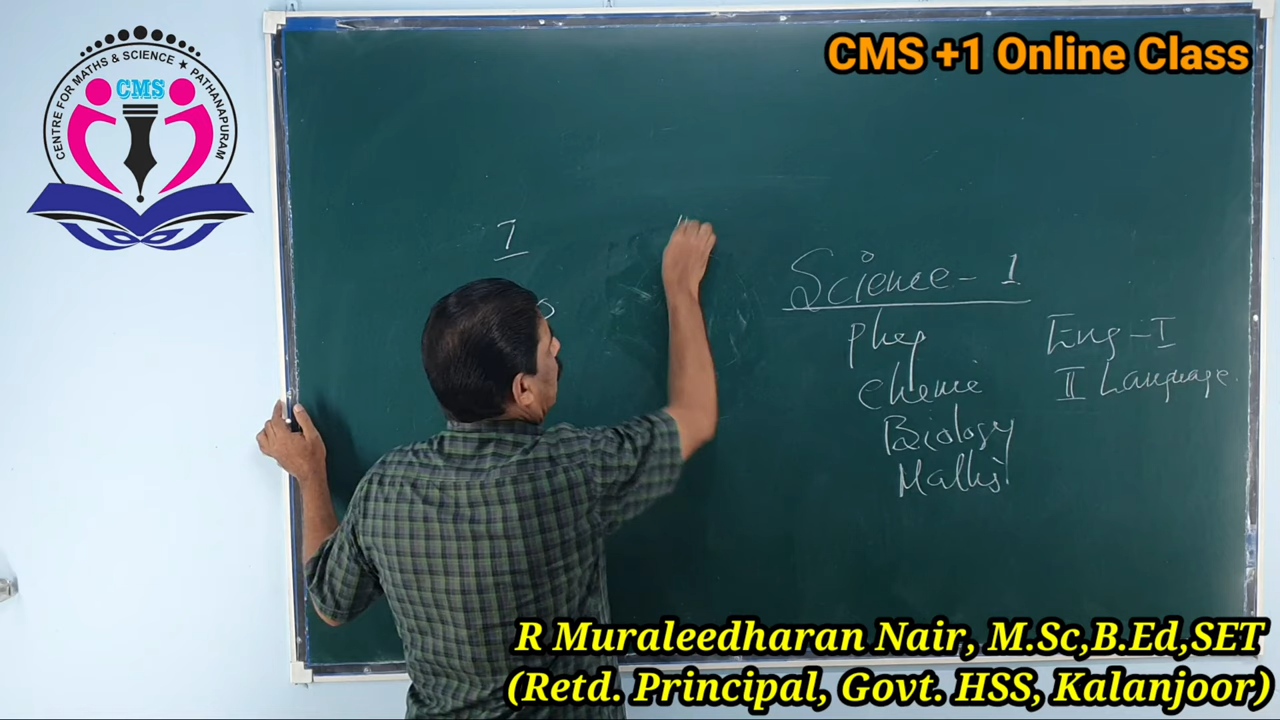 CENTRE FOR MATHS & SCIENCE ★ PATHANAPURAM
CMS
CMS +1 Online Class
I
Science - 1
Phy
Chemie
Biology
Maths
Eng - I
II Language.
R Muraleedharan Nair, M.Sc,B.Ed,SET
(Retd. Principal, Govt. HSS, Kalanjoor)